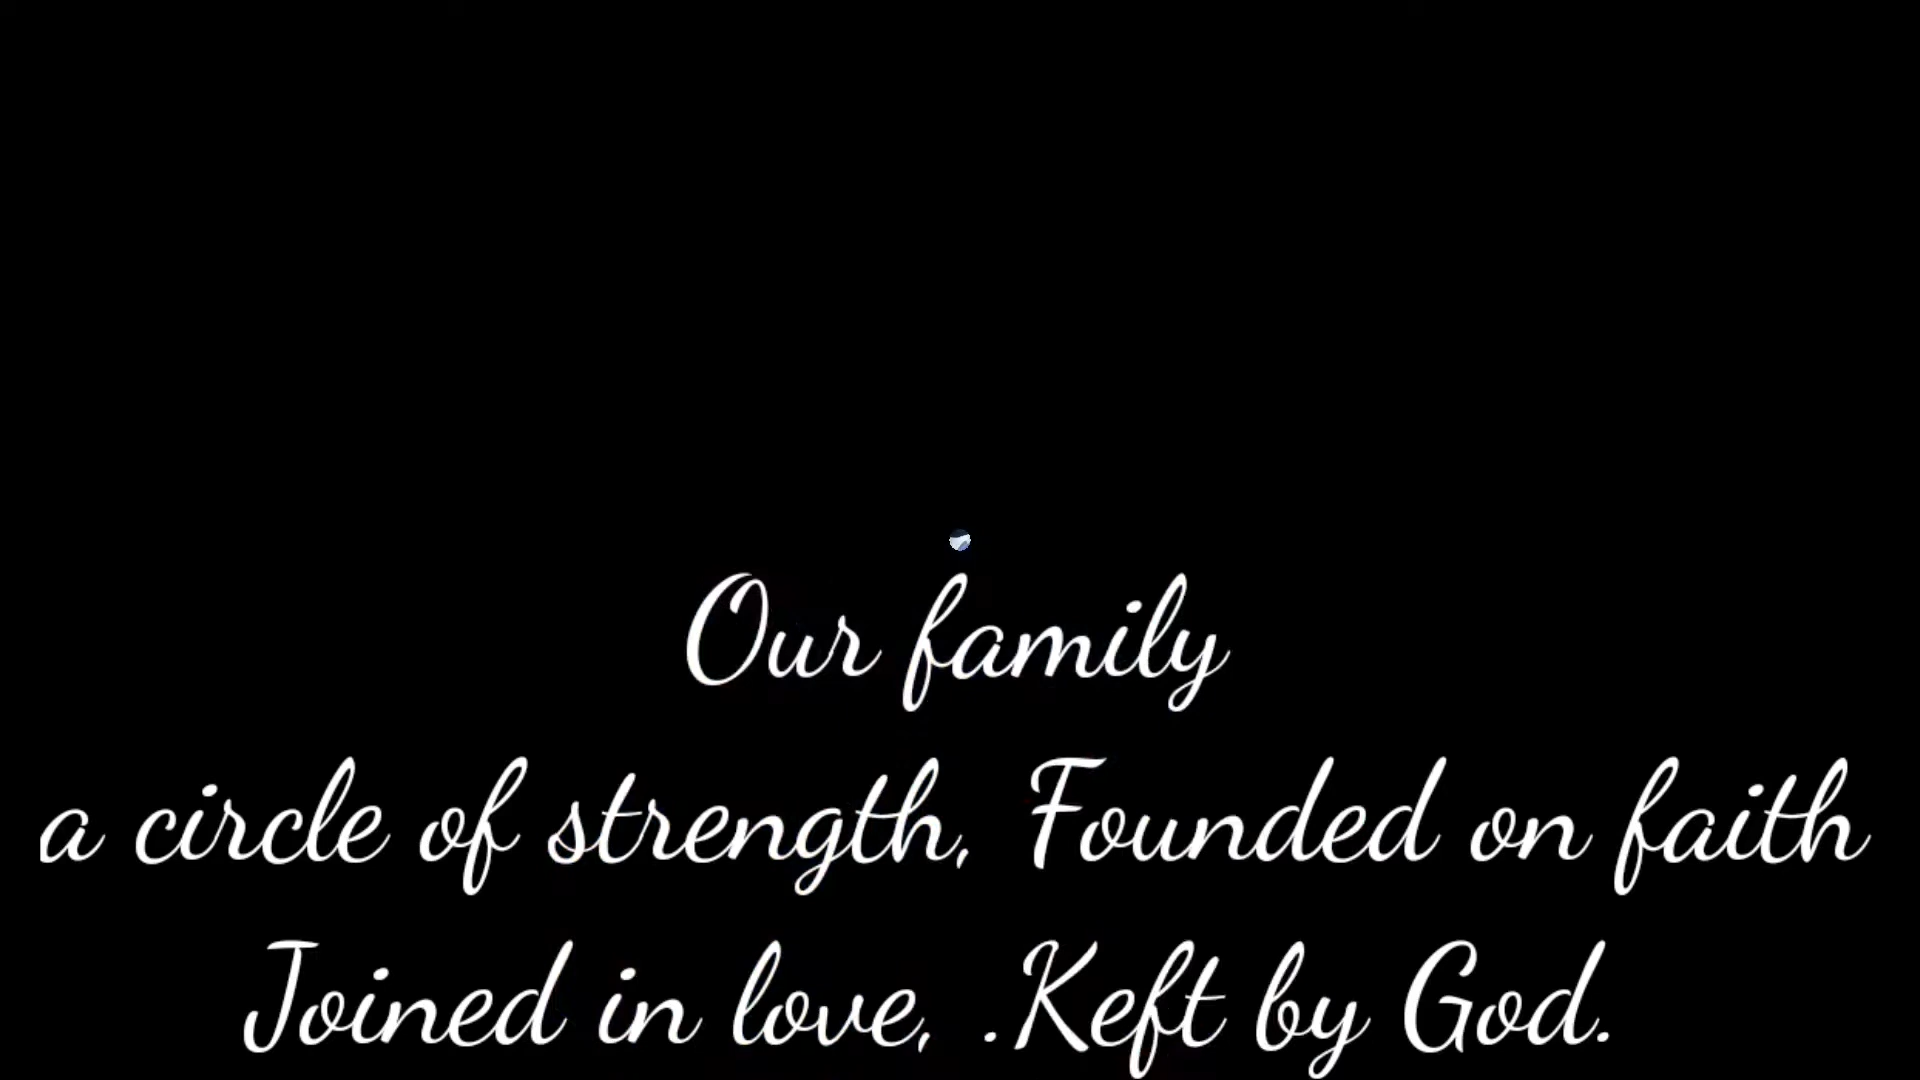 Our family
a circle of strength, Founded on faith
Joined in love, .Keft by God.